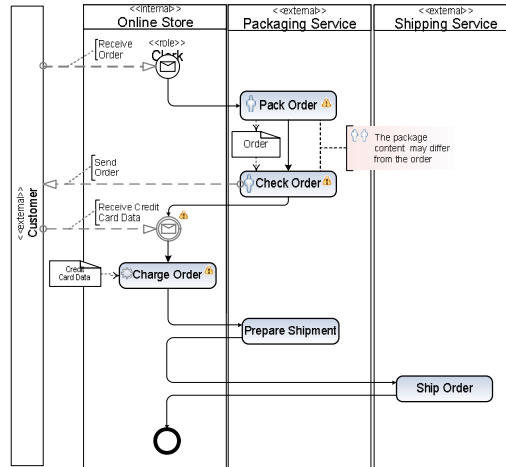 <<internal>>
Online Store
<<external>>
Packaging Service
<<external>>
Shipping Service
<<role>>
Clerk
Receive
Order
Pack Order
Order
The package
content may differ
from the order
Send
Order
Check Order
<<external>>
Customer
Receive Credit
Card Data
Credit
Card Data
Charge Order
Prepare Shipment
Ship Order